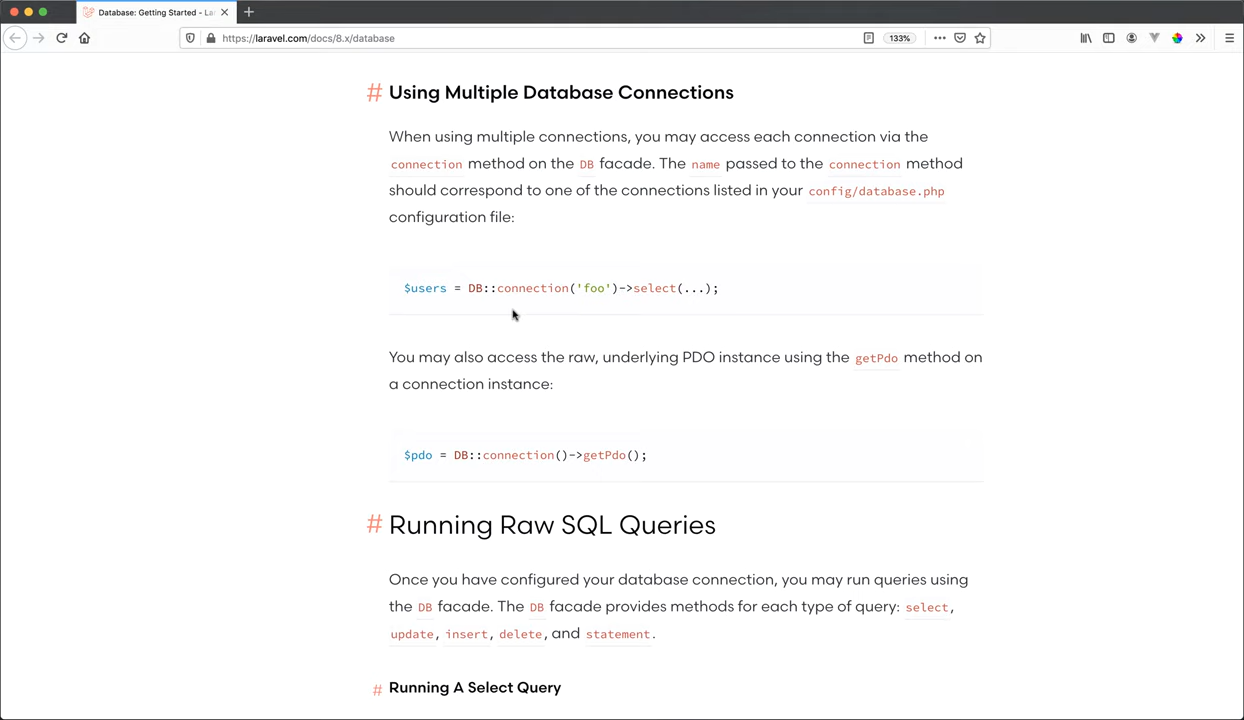 Database: Getting Started - La
https://laravel.com/docs/8.x/database
133%
# Using Multiple Database Connections
When using multiple connections, you may access each connection via the
connection method on the DB facade. The name passed to the connection method
should correspond to one of the connections listed in your config/database.php
configuration file:
$users = DB::connection('foo')->select(...);
You may also access the raw, underlying PDO instance using the getPdo method on
a connection instance:
$pdo = DB::connection()->getPdo();
# Running Raw SQL Queries
Once you have configured your database connection, you may run queries using
the DB facade. The DB facade provides methods for each type of query: select,
update, insert, delete, and statement.
# Running A Select Query